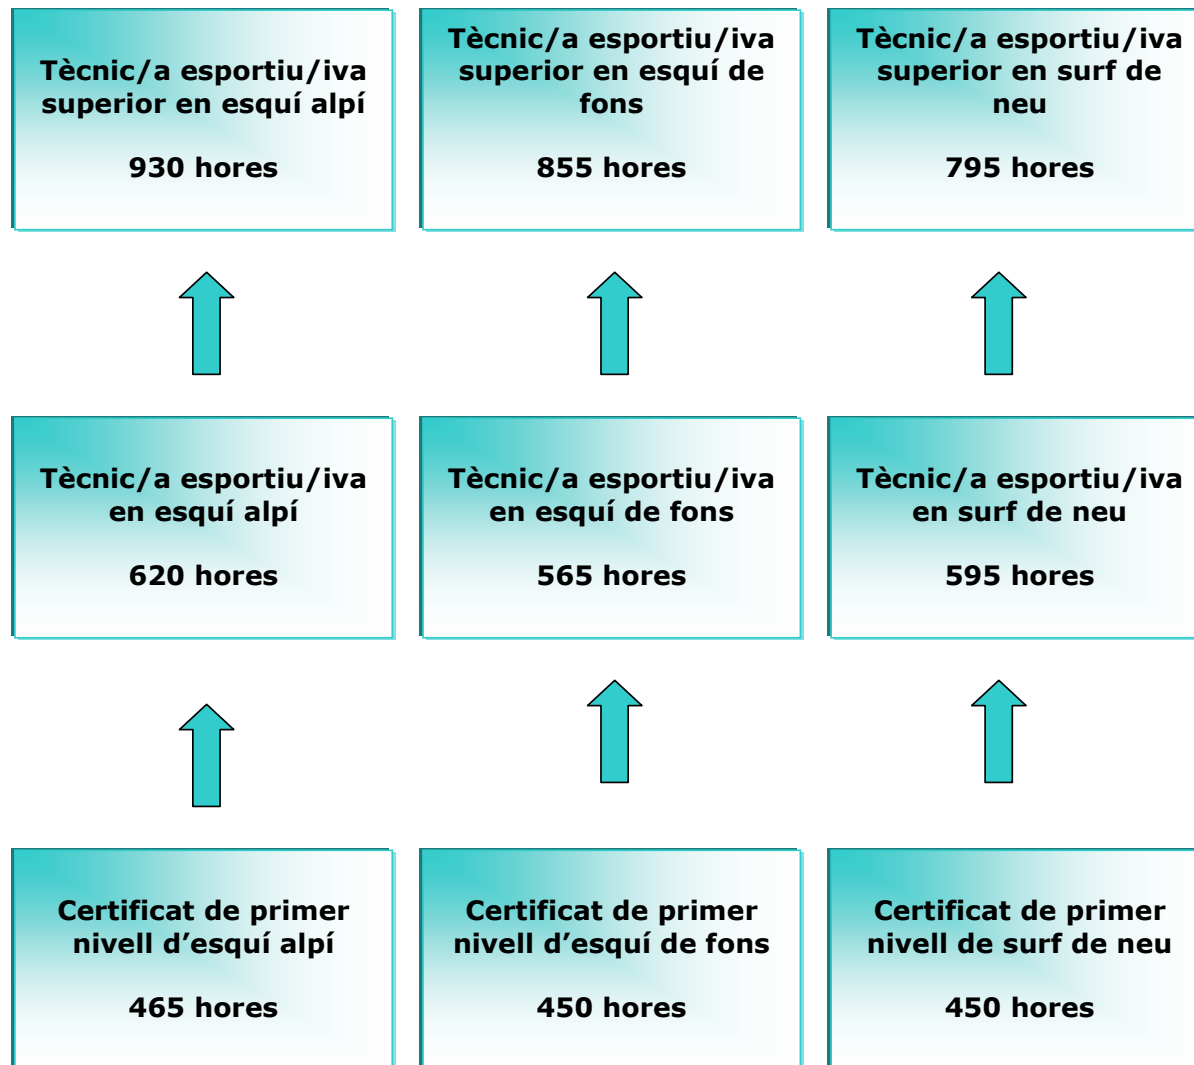 Tècnic/a esportiu/iva
superior en esquí alpí
930 hores
Tècnic/a esportiu/iva
superior en esquí de
fons
855 hores
Tècnic/a esportiu/iva
superior en surf de
neu
795 hores
Tècnic/a esportiu/iva
en esquí alpí
620 hores
Tècnic/a esportiu/iva
en esquí de fons
565 hores
Tècnic/a esportiu/iva
en surf de neu
595 hores
Certificat de primer
nivell d’esquí alpí
465 hores
Certificat de primer
nivell d’esquí de fons
450 hores
Certificat de primer
nivell de surf de neu
450 hores